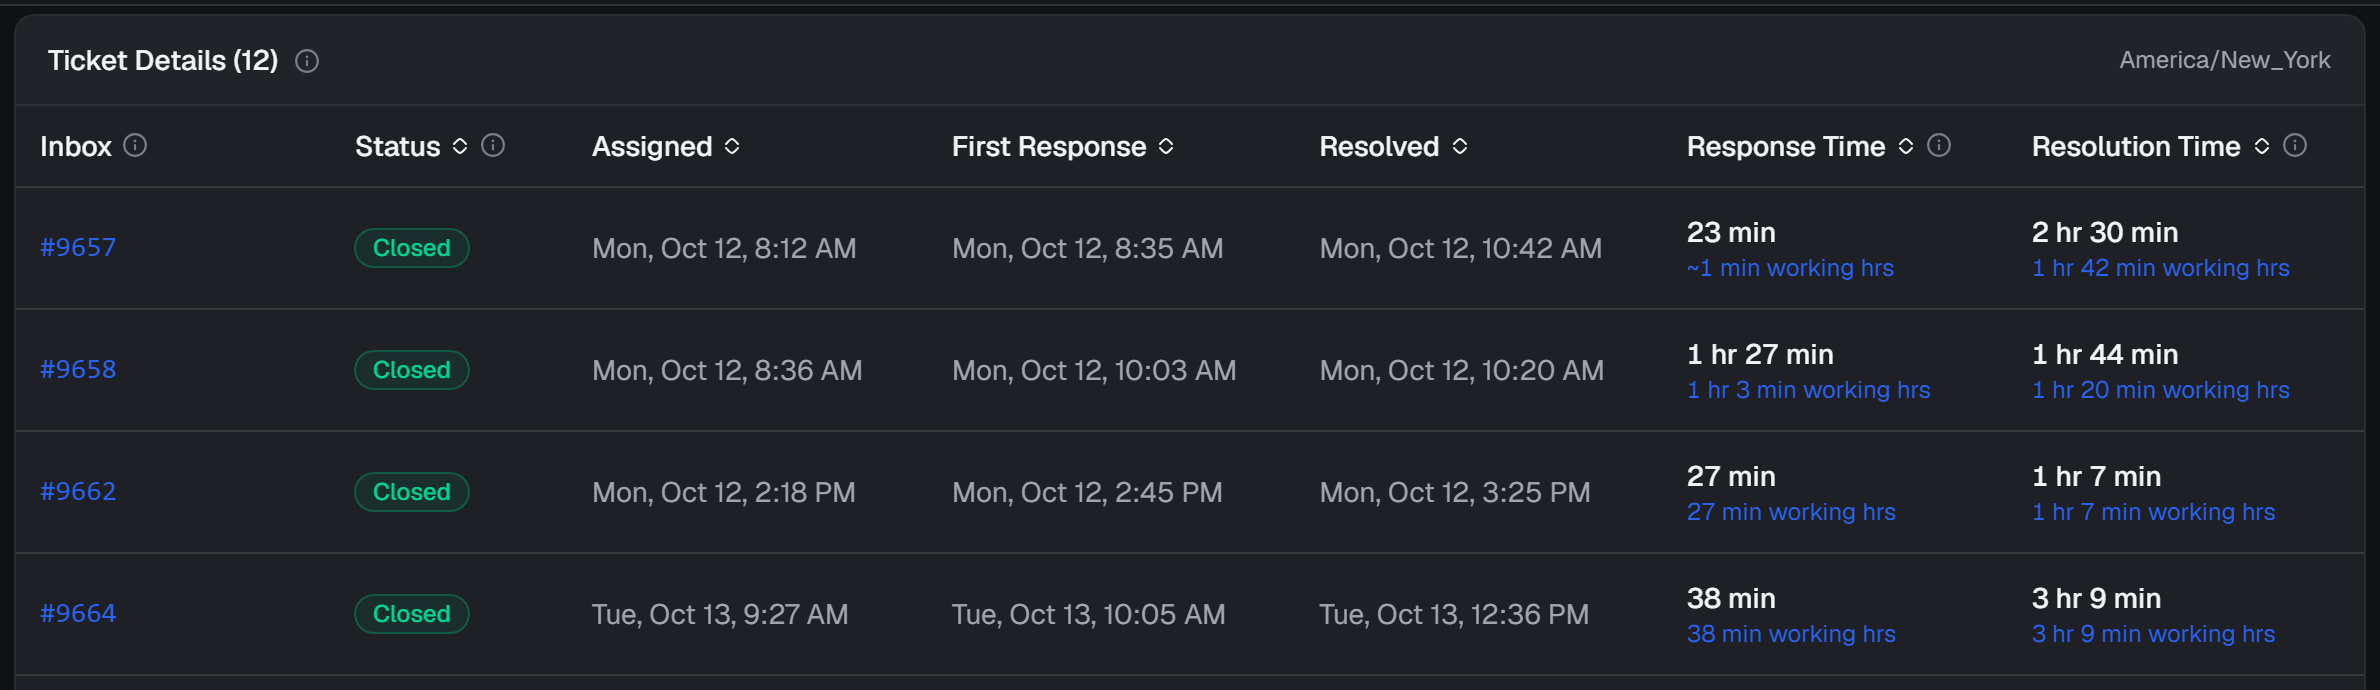 Ticket Details (12)
America/New_York
Inbox Status Assigned First Response Resolved Response Time Resolution Time
#9657 Closed Mon, Oct 12, 8:12 AM Mon, Oct 12, 8:35 AM Mon, Oct 12, 10:42 AM 23 min 2 hr 30 min
~1 min working hrs 1 hr 42 min working hrs
#9658 Closed Mon, Oct 12, 8:36 AM Mon, Oct 12, 10:03 AM Mon, Oct 12, 10:20 AM 1 hr 27 min 1 hr 44 min
1 hr 3 min working hrs 1 hr 20 min working hrs
#9662 Closed Mon, Oct 12, 2:18 PM Mon, Oct 12, 2:45 PM Mon, Oct 12, 3:25 PM 27 min 1 hr 7 min
27 min working hrs 1 hr 7 min working hrs
#9664 Closed Tue, Oct 13, 9:27 AM Tue, Oct 13, 10:05 AM Tue, Oct 13, 12:36 PM 38 min 3 hr 9 min
38 min working hrs 3 hr 9 min working hrs